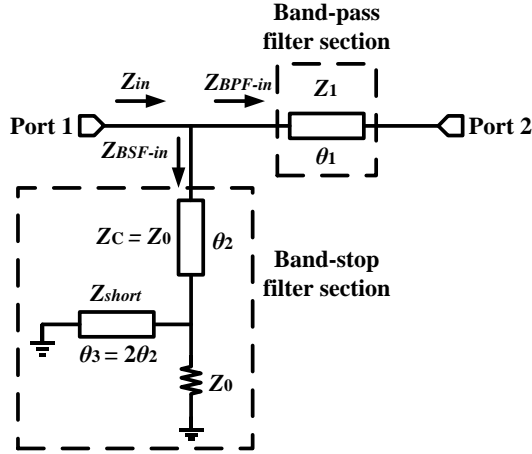 Band-pass
filter section
Zin
ZBPF-in
Z1
Port 1
Port 2
ZBSF-in
θ1
ZC = Z0
θ2
Band-stop
filter section
Zshort
θ3 = 2θ2
Z0